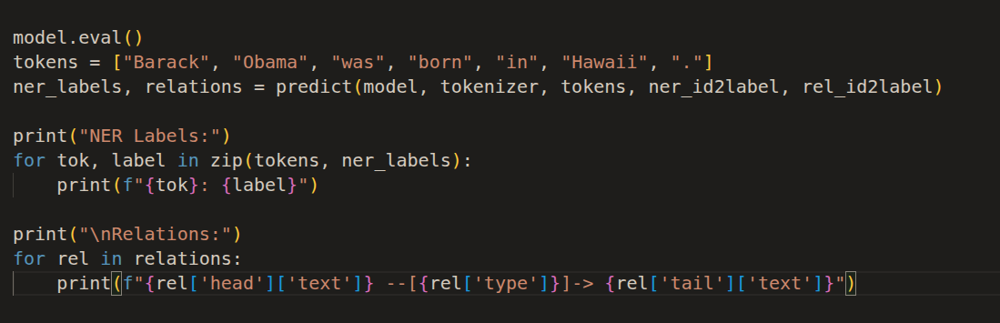 model.eval()
tokens = ["Barack", "Obama", "was", "born", "in", "Hawaii", "."]
ner_labels, relations = predict(model, tokenizer, tokens, ner_id2label, rel_id2label)

print("NER Labels:")
for tok, label in zip(tokens, ner_labels):
    print(f"{tok}: {label}")

print("\nRelations:")
for rel in relations:
    print(f"{rel['head']['text']} --[{rel['type']}]-> {rel['tail']['text']}")